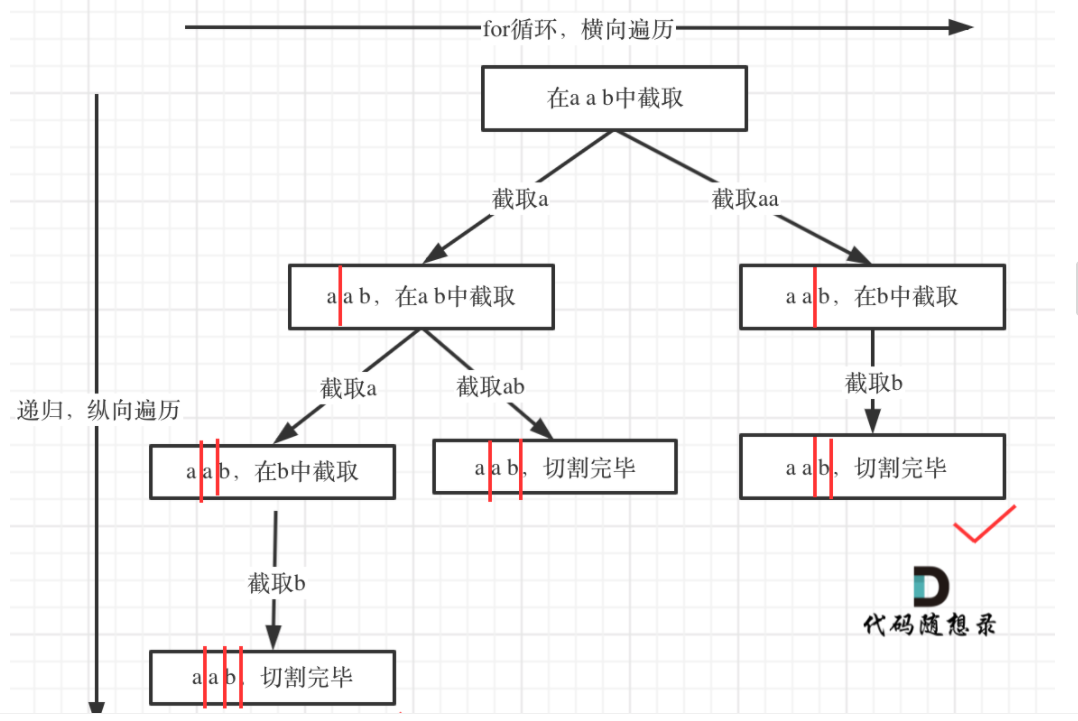 for循环，横向遍历
在a a b中截取
截取a
截取aa
a a b，在a b中截取
a a b，在b中截取
递归，纵向遍历
截取a
截取ab
截取b
a a b，在b中截取
a a b，切割完毕
a a b，切割完毕
截取b
代码随想录
a a b，切割完毕